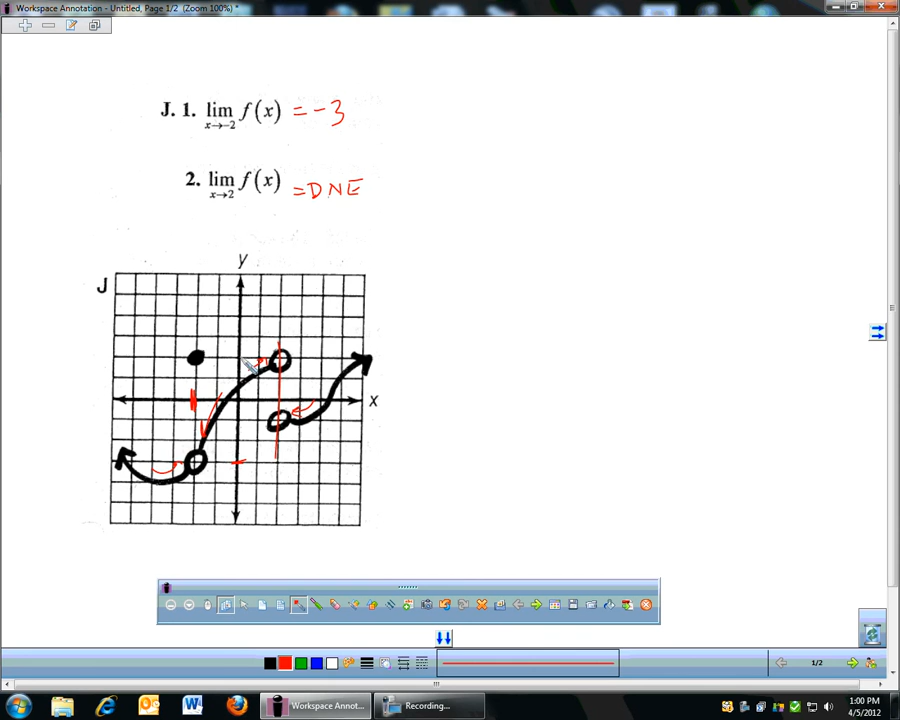 Workspace Annotation - Untitled, Page 1/2 (Zoom 100%) *
J. 1. lim f(x) = -3
x→-2
2. lim f(x) = DNE
x→2
J
y
x
1/2
Workspace Annot...
Recording...
1:00 PM
4/5/2012